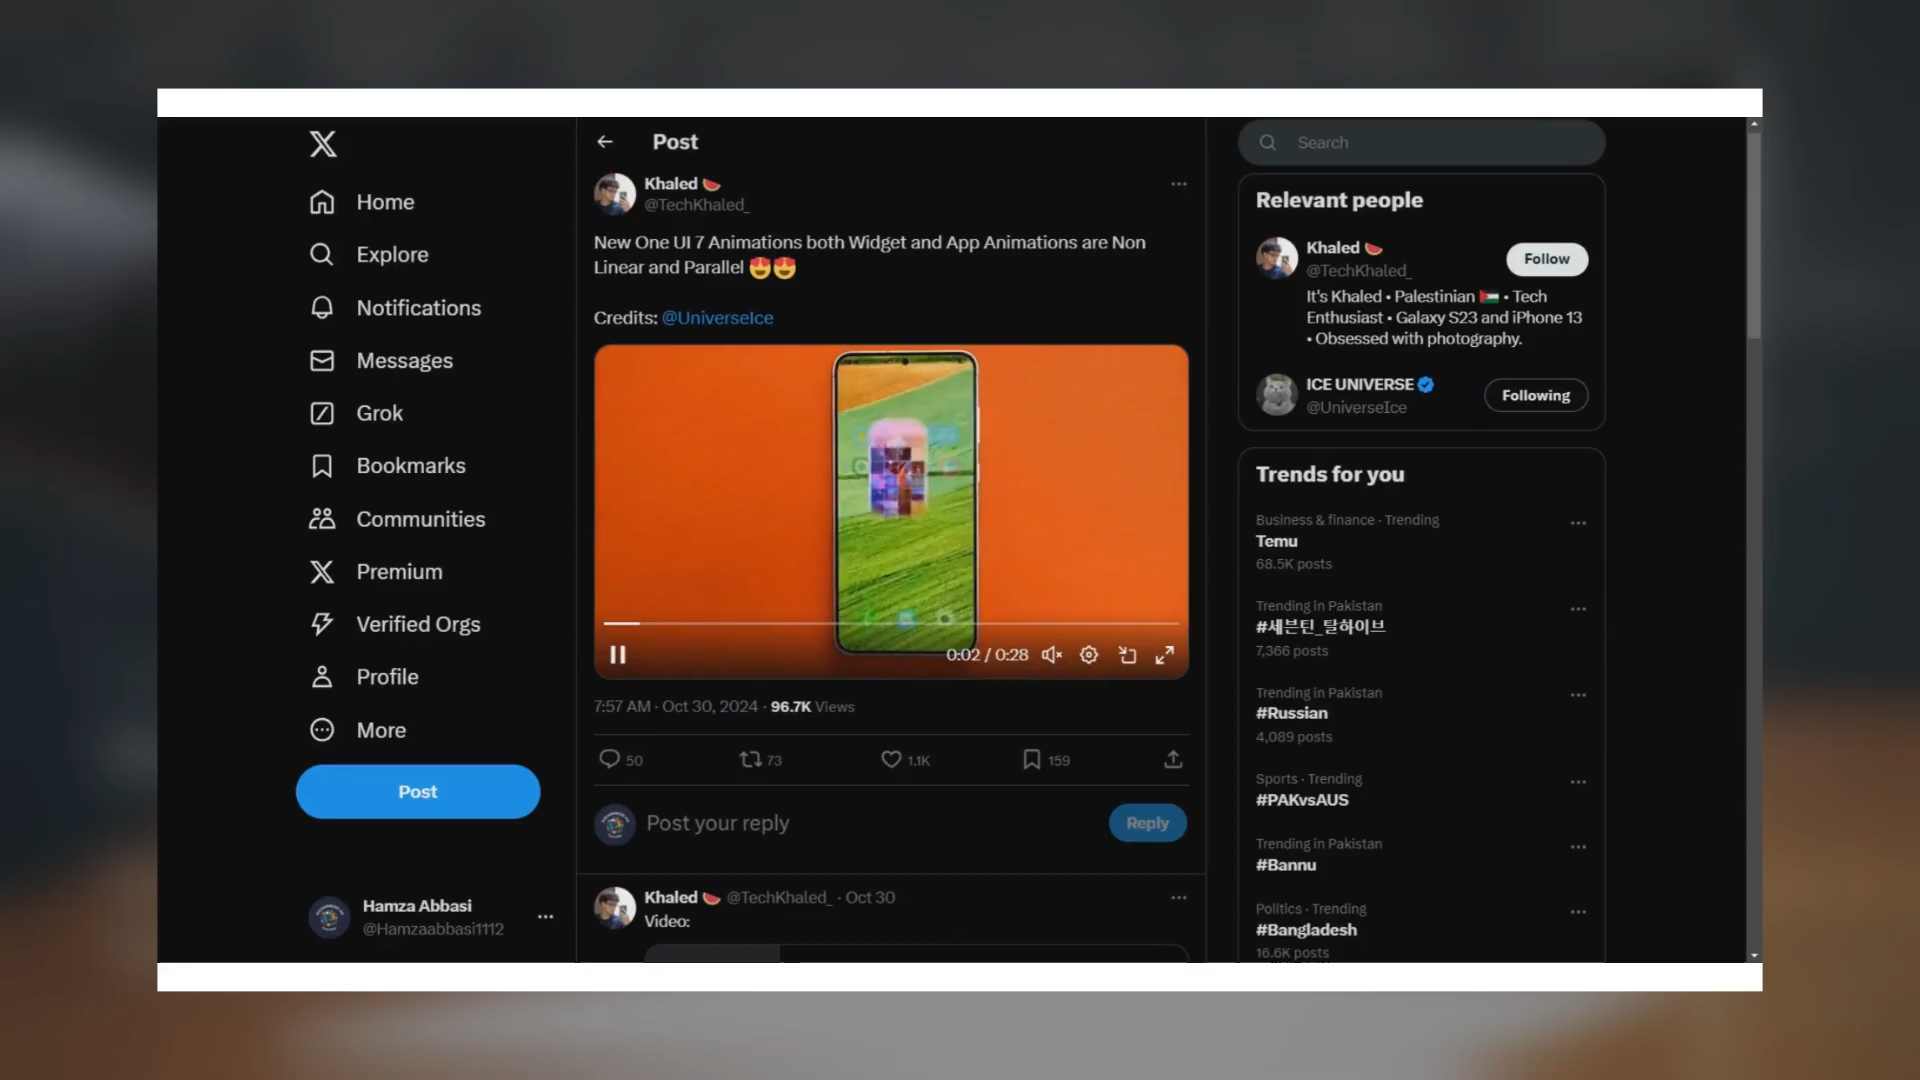 Home
Explore
Notifications
Messages
Grok
Bookmarks
Communities
Premium
Verified Orgs
Profile
More
Post
Hamza Abbasi
@Hamzaabbasi1112
Post
Khaled 🍉
@TechKhaled_
New One UI 7 Animations both Widget and App Animations are Non
Linear and Parallel 😍😍
Credits: @UniverseIce
0:02 / 0:28
7:57 AM · Oct 30, 2024 · 96.7K Views
50
73
1.1K
159
Post your reply
Reply
Khaled 🍉 @TechKhaled_ · Oct 30
Video:
Search
Relevant people
Khaled 🍉
@TechKhaled_
Follow
It's Khaled • Palestinian 🇵🇸 • Tech
Enthusiast • Galaxy S23 and iPhone 13
• Obsessed with photography.
ICE UNIVERSE
@UniverseIce
Following
Trends for you
Business & finance · Trending
Temu
68.5K posts
Trending in Pakistan
#세븐틴_탈하이브
7,366 posts
Trending in Pakistan
#Russian
4,089 posts
Sports · Trending
#PAKvsAUS
Trending in Pakistan
#Bannu
Politics · Trending
#Bangladesh
16.6K posts